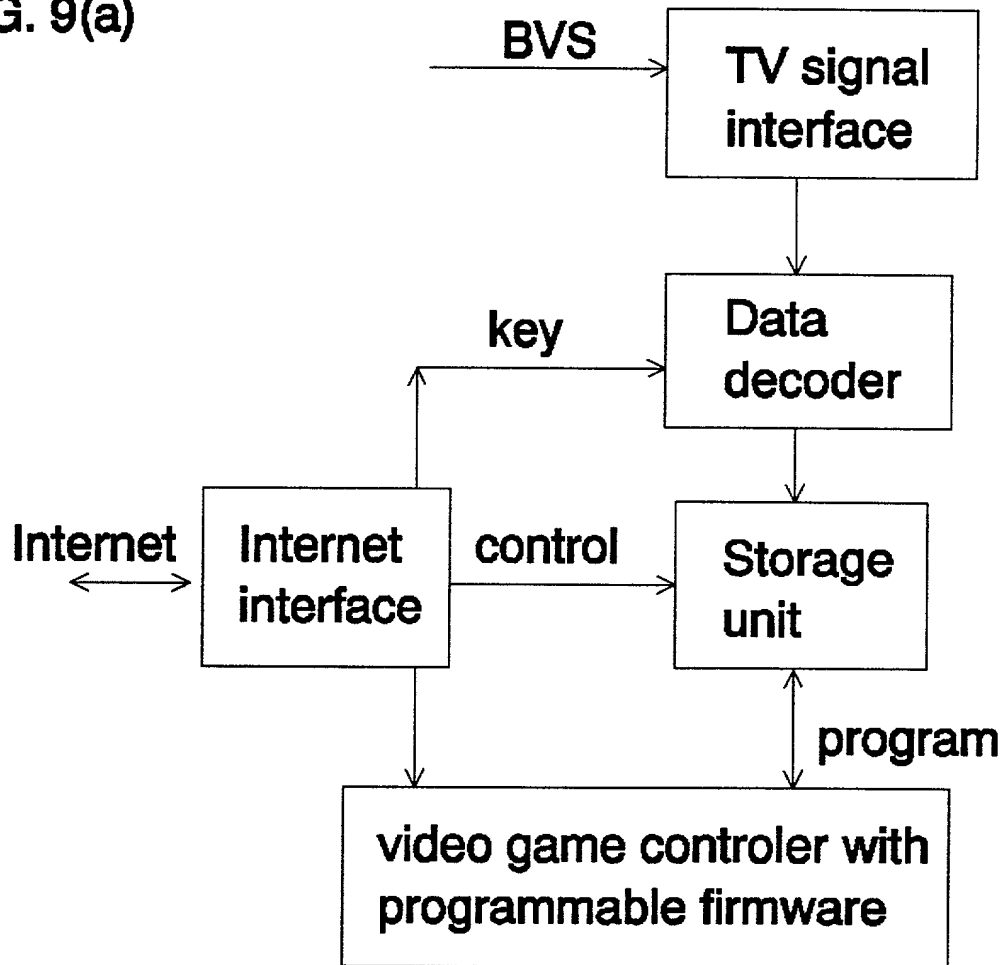 G. 9(a)
BVS
TV signal
interface
key
Data
decoder
Internet
Internet
interface
control
Storage
unit
program
video game controler with
programmable firmware